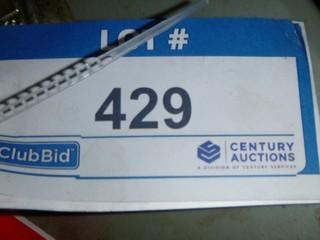 LOT #
429
ClubBid
CENTURY
AUCTIONS
A DIVISION OF CENTURY SERVICES